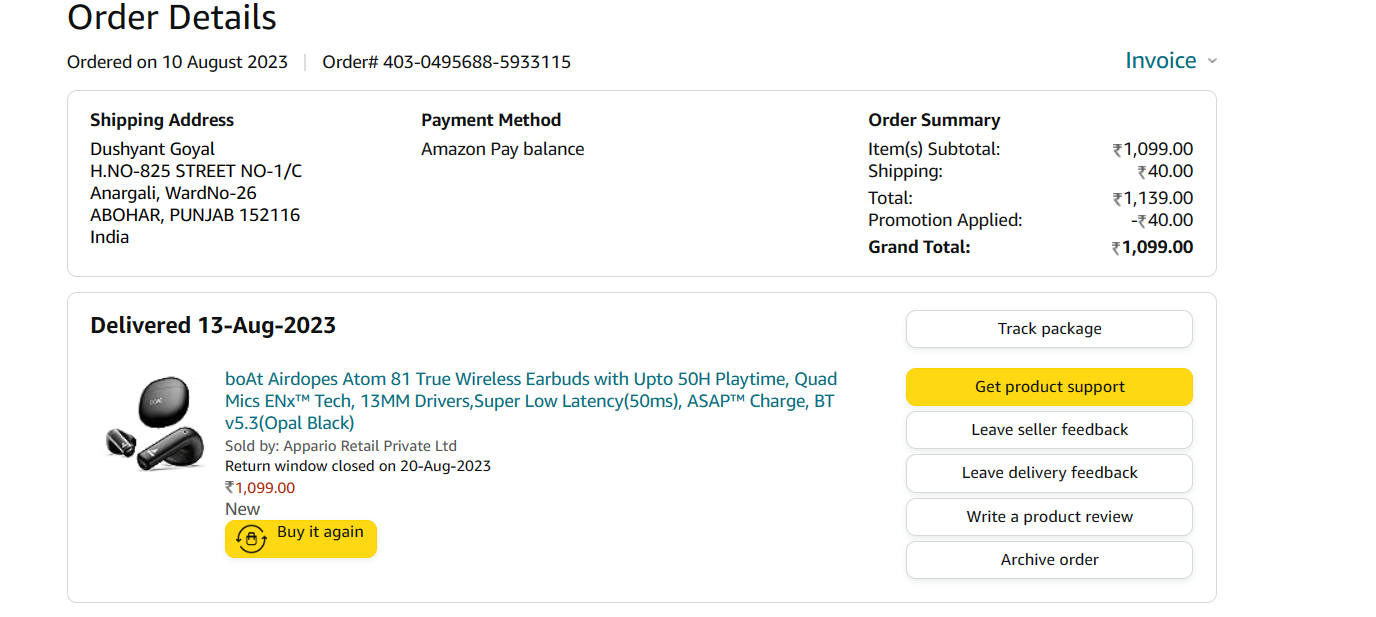 Order Details
Ordered on 10 August 2023 | Order# 403-0495688-5933115
Invoice
Shipping Address
Dushyant Goyal
H.NO-825 STREET NO-1/C
Anargali, WardNo-26
ABOHAR, PUNJAB 152116
India
Payment Method
Amazon Pay balance
Order Summary
Item(s) Subtotal: ₹1,099.00
Shipping: ₹40.00
Total: ₹1,139.00
Promotion Applied: -₹40.00
Grand Total: ₹1,099.00
Delivered 13-Aug-2023
boAt Airdopes Atom 81 True Wireless Earbuds with Upto 50H Playtime, Quad
Mics ENx™ Tech, 13MM Drivers,Super Low Latency(50ms), ASAP™ Charge, BT
v5.3(Opal Black)
Sold by: Appario Retail Private Ltd
Return window closed on 20-Aug-2023
₹1,099.00
New
Buy it again
Track package
Get product support
Leave seller feedback
Leave delivery feedback
Write a product review
Archive order